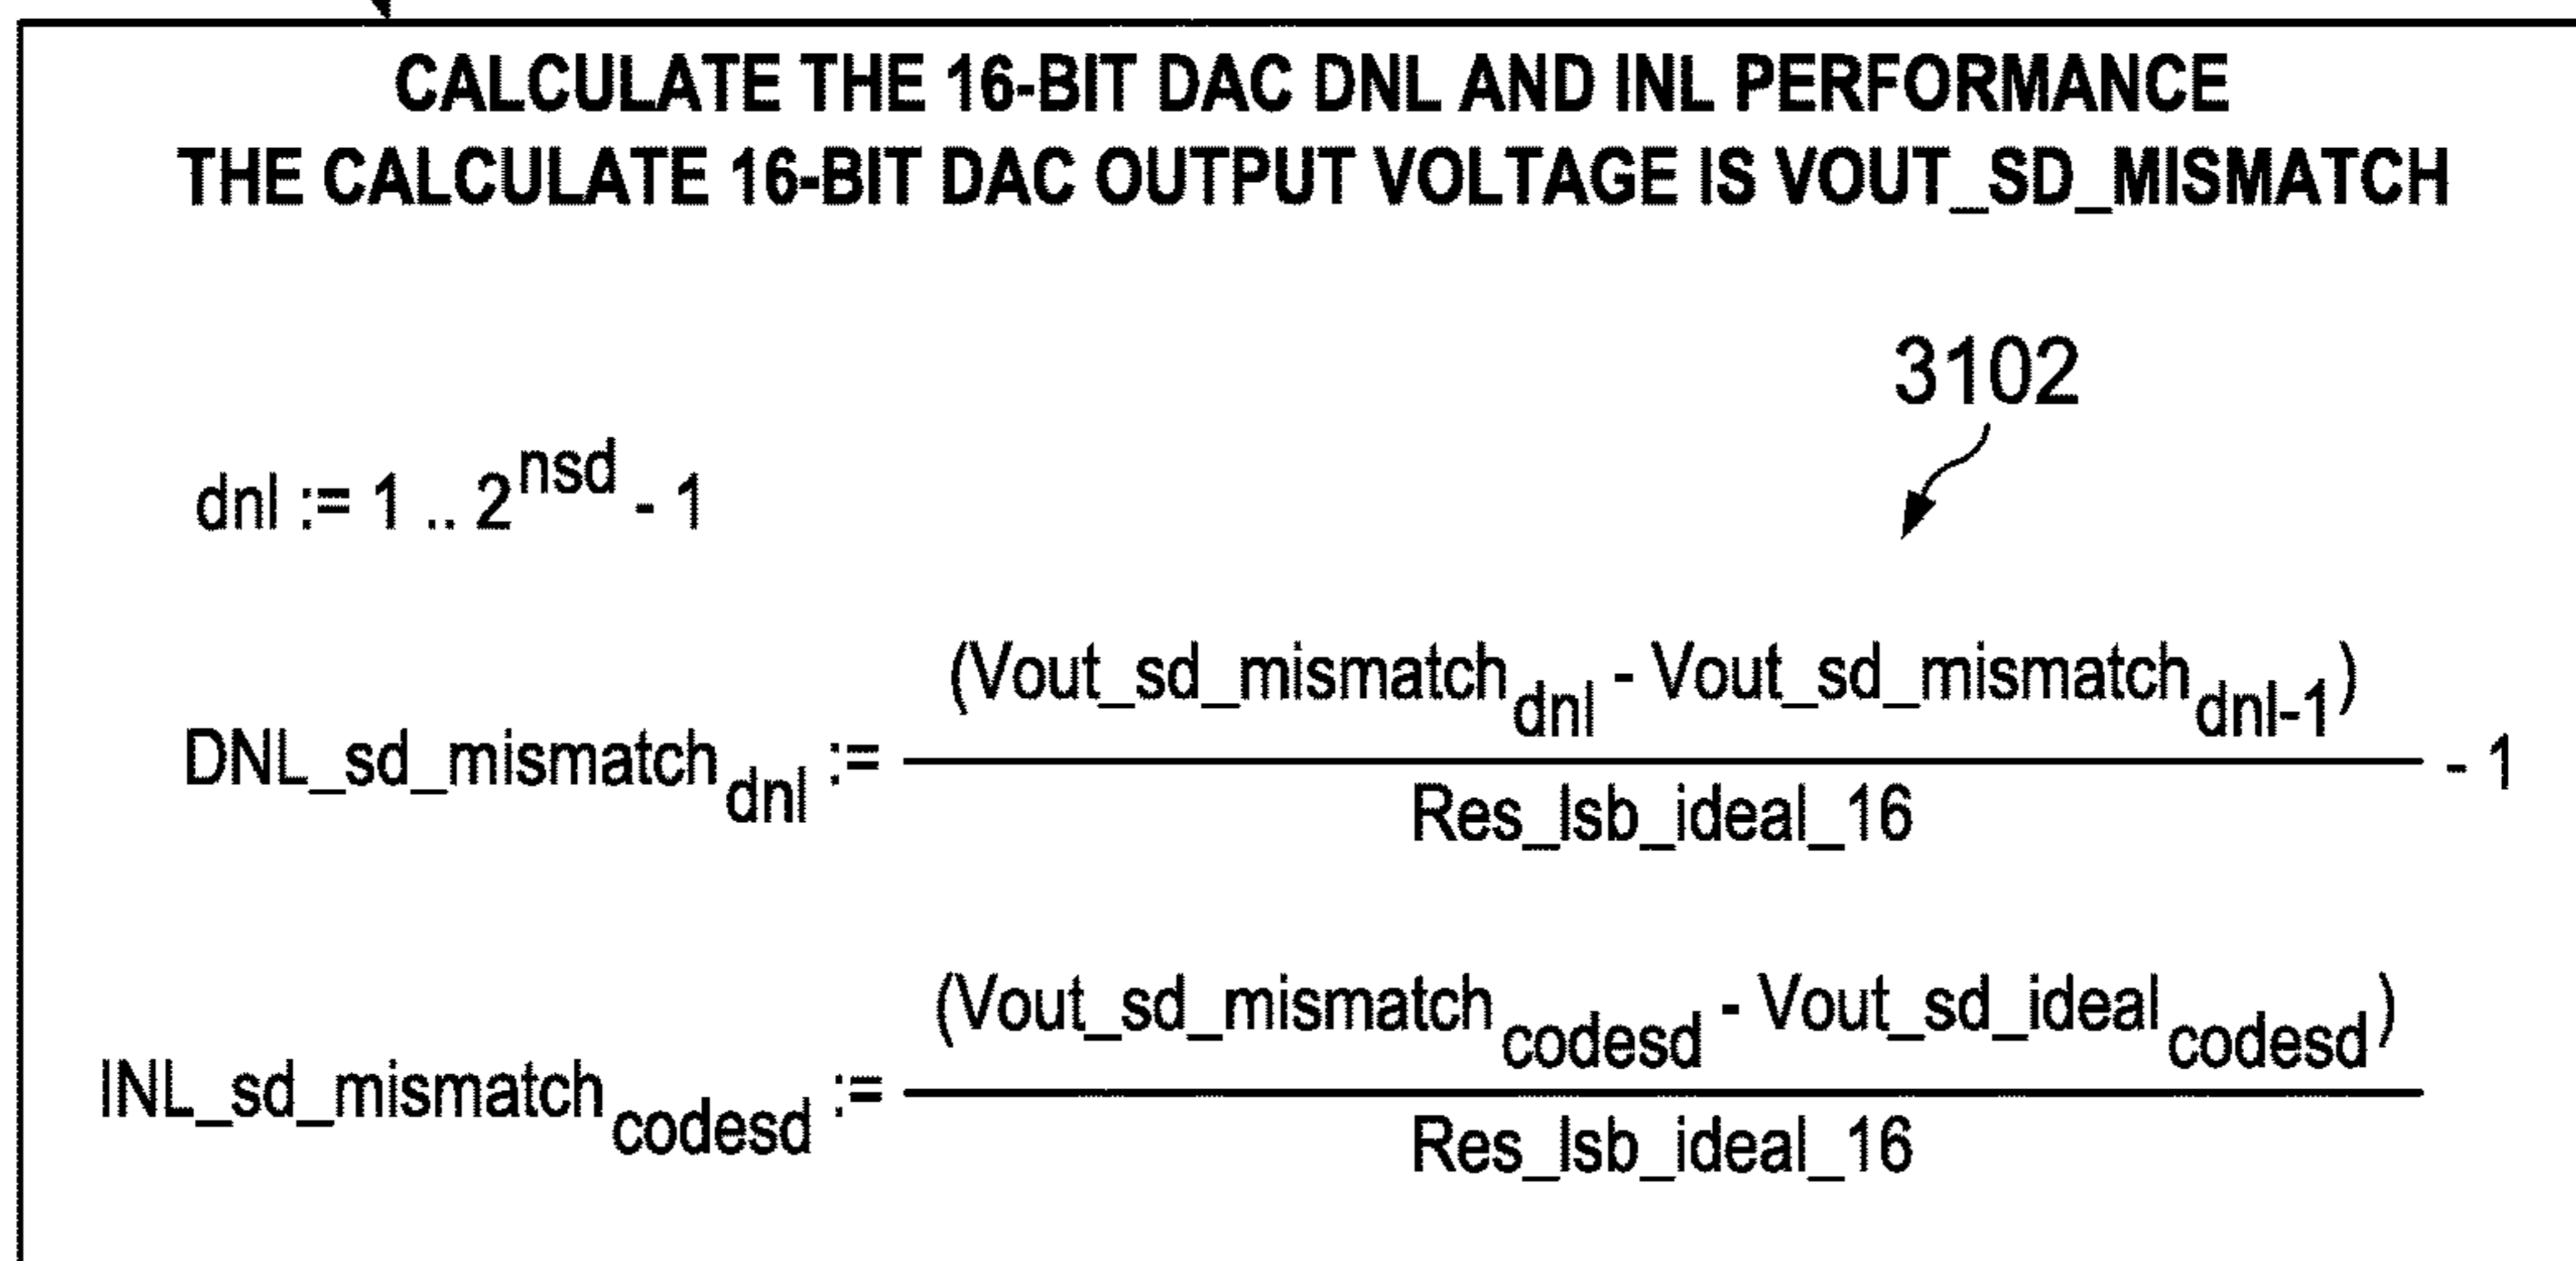 CALCULATE THE 16-BIT DAC DNL AND INL PERFORMANCE
THE CALCULATE 16-BIT DAC OUTPUT VOLTAGE IS VOUT_SD_MISMATCH
3102
dnl := 1 .. 2^nsd - 1
(Vout_sd_mismatch_dnl - Vout_sd_mismatch_dnl-1)
DNL_sd_mismatch_dnl := - 1
Res_lsb_ideal_16
(Vout_sd_mismatch_codesd - Vout_sd_ideal_codesd)
INL_sd_mismatch_codesd :=
Res_lsb_ideal_16